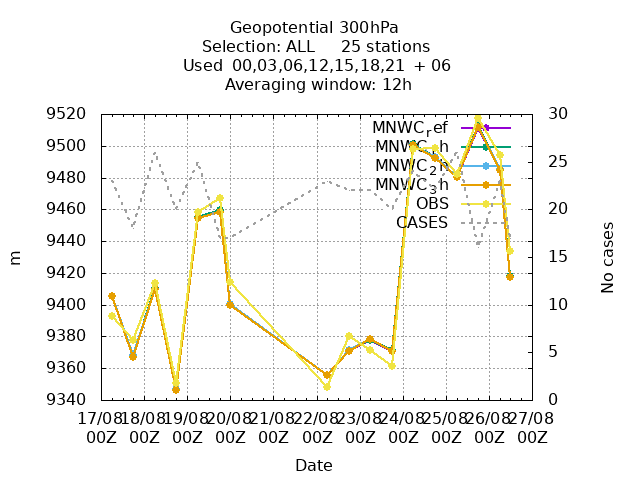 Geopotential 300hPa
Selection: ALL 25 stations
Used 00,03,06,12,15,18,21 + 06
Averaging window: 12h
9520
9500
9480
9460
9440
9420
9400
9380
9360
9340
m
30
25
20
15
10
5
0
No cases
MNWC_ref
MNWC_1h
MNWC_2h
MNWC_3h
OBS
CASES
17/08 18/08 19/08 20/08 21/08 22/08 23/08 24/08 25/08 26/08 27/08
00Z 00Z 00Z 00Z 00Z 00Z 00Z 00Z 00Z 00Z 00Z
Date